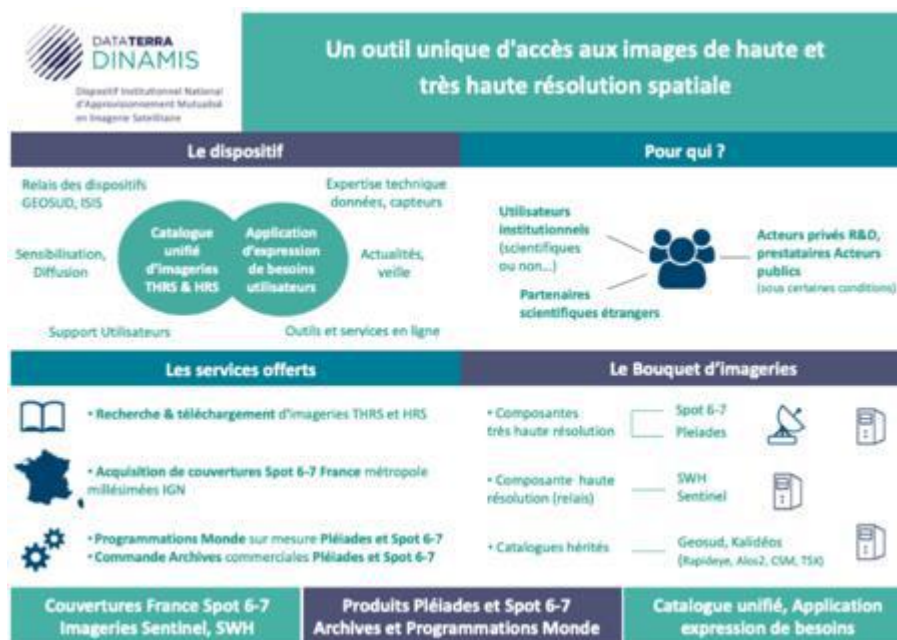 DATATERRA
DINAMIS
Dispositif Institutionnel National
d'Approvisionnement Mutualisé
en Imagerie Satellitaire
Un outil unique d'accès aux images de haute et
très haute résolution spatiale
Le dispositif
Relais des dispositifs
GEOSUD, ISIS
Expertise technique
données, capteurs
Sensibilisation,
Diffusion
Catalogue
unifié
d'imageries
THRS & HRS
Application
d'expression
de besoins
utilisateurs
Actualités,
veille
Support Utilisateurs
Outils et services en ligne
Pour qui ?
Utilisateurs
institutionnels
(scientifiques
ou non...)
Partenaires
scientifiques étrangers
Acteurs privés R&D,
prestataires Acteurs
publics
(sous certaines conditions)
Les services offerts
• Recherche & téléchargement d'imageries THRS et HRS
• Acquisition de couvertures Spot 6-7 France métropole
millésimées IGN
• Programmations Monde sur mesure Pléiades et Spot 6-7
• Commande Archives commerciales Pléiades et Spot 6-7
Le Bouquet d'imageries
• Composantes
très haute résolution
Spot 6-7
Pleiades
• Composante haute
résolution (relais)
SWH
Sentinel
• Catalogues hérités
Geosud, Kalidéos
(Rapideye, Alos2, CSM, TSX)
Couvertures France Spot 6-7
Imageries Sentinel, SWH
Produits Pléiades et Spot 6-7
Archives et Programmations Monde
Catalogue unifié, Application
expression de besoins